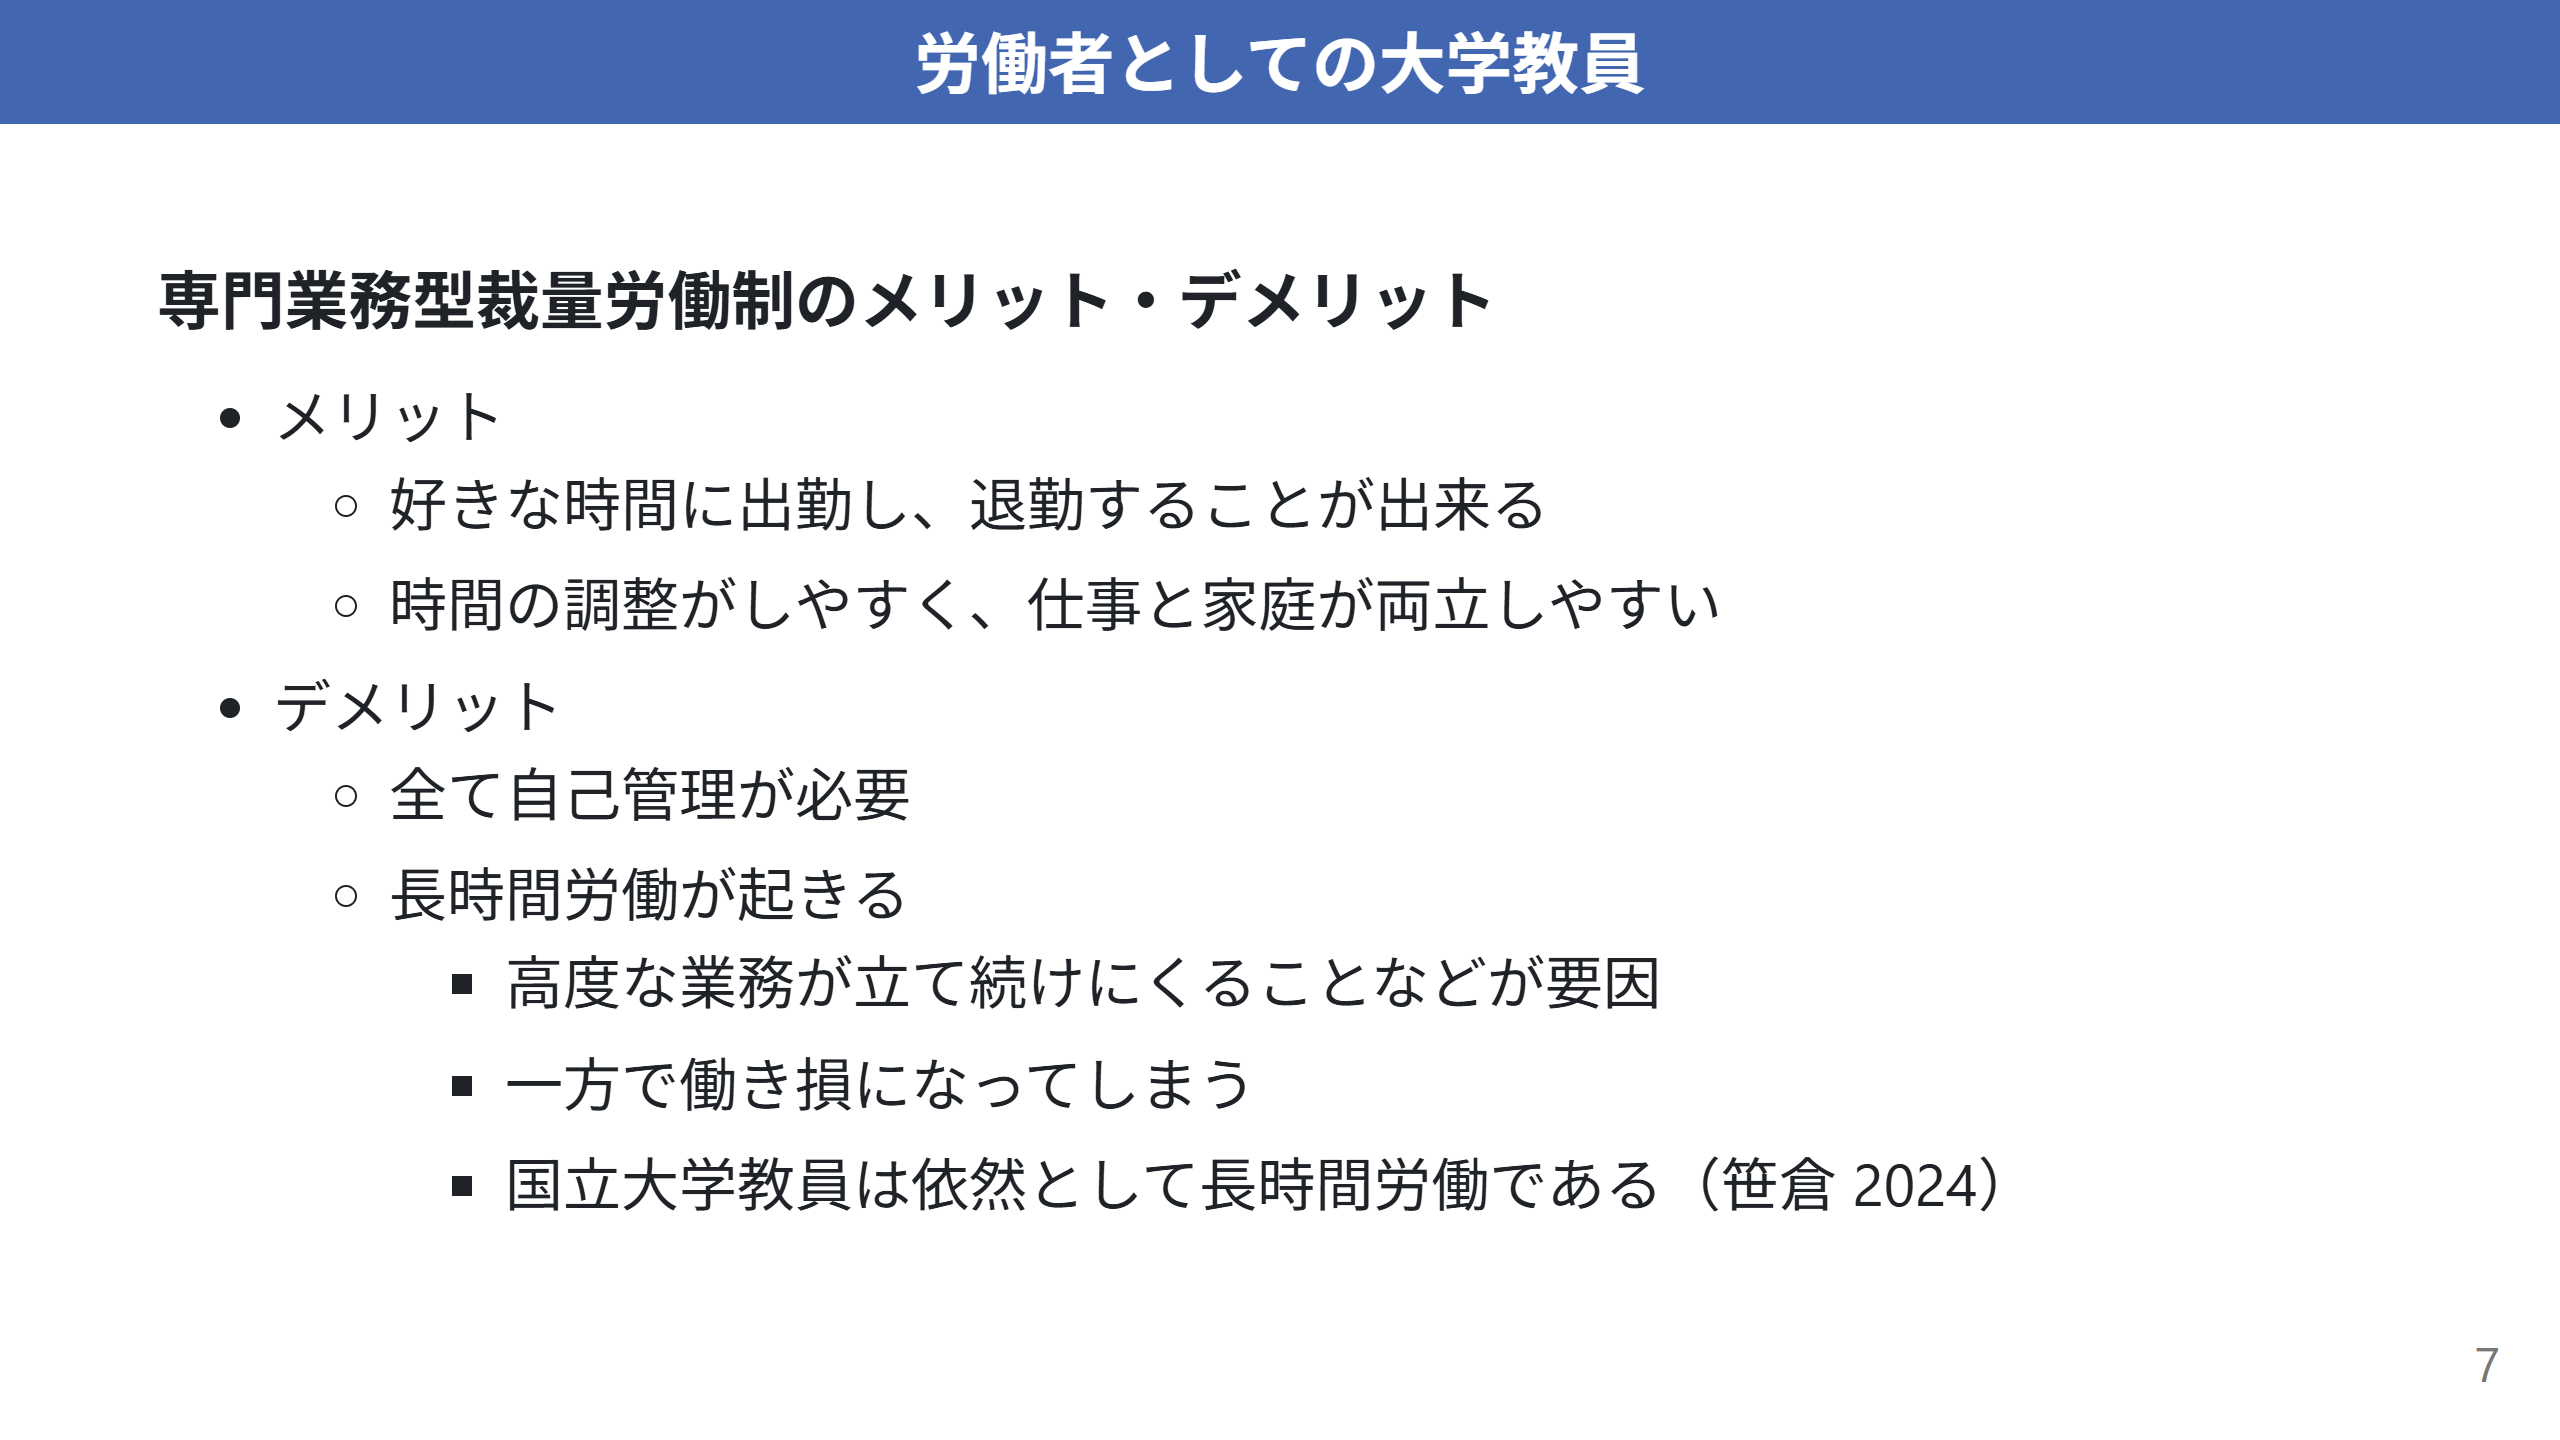 労働者としての大学教員
専門業務型裁量労働制のメリット・デメリット
メリット
好きな時間に出勤し、退勤することが出来る
時間の調整がしやすく、仕事と家庭が両立しやすい
デメリット
全て自己管理が必要
長時間労働が起きる
高度な業務が立て続けにくることなどが要因
一方で働き損になってしまう
国立大学教員は依然として長時間労働である（笹倉 2024）
7